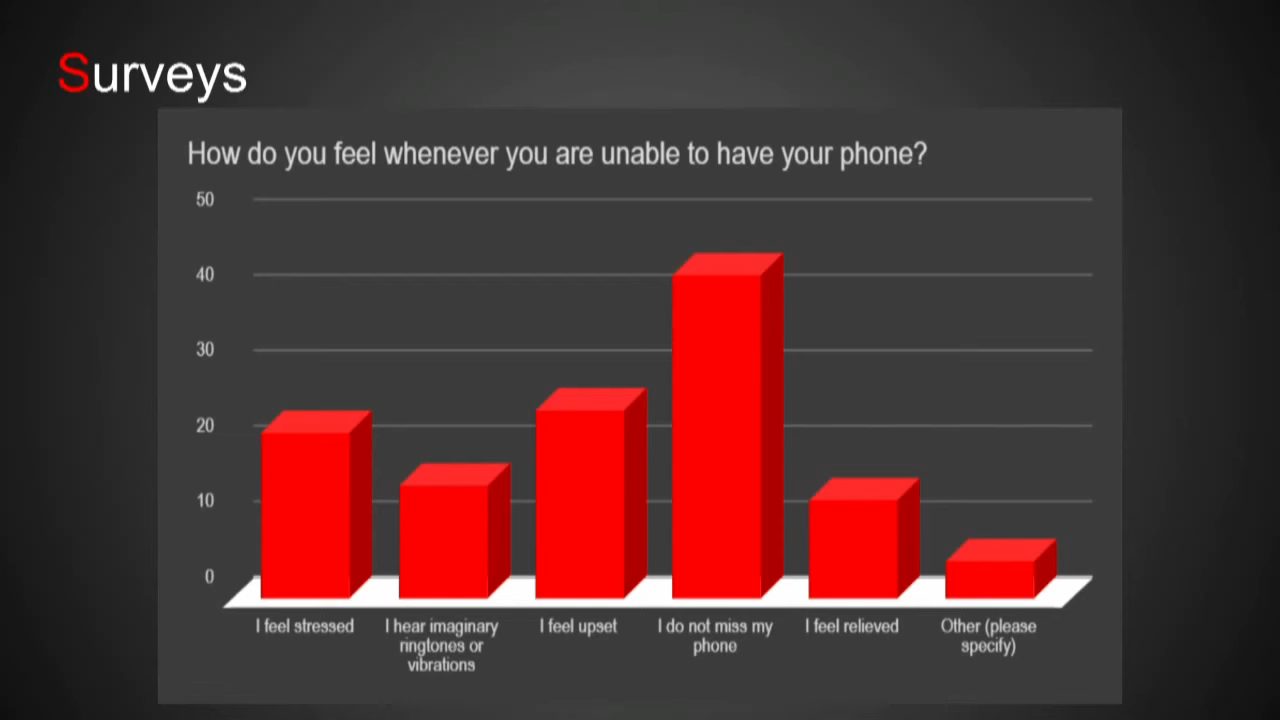 Surveys
How do you feel whenever you are unable to have your phone?
50
40
30
20
10
0
I feel stressed
I hear imaginary
ringtones or
vibrations
I feel upset
I do not miss my
phone
I feel relieved
Other (please
specify)